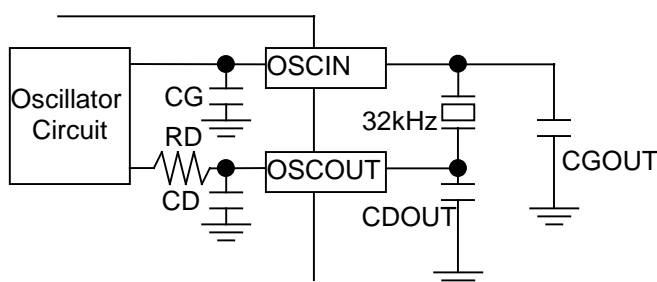 OSCIN
Oscillator
Circuit
CG
32kHz
RD
CGOUT
OSCOUT
CD
CDOUT